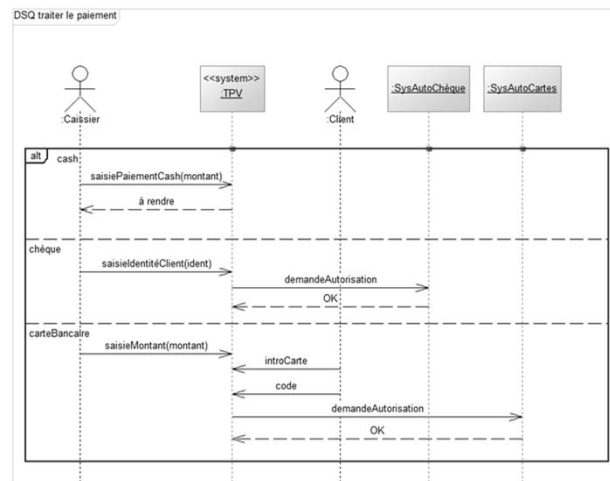 DSQ traiter le paiement
<<system>>
:TPV
:SysAutoChèque
:SysAutoCartes
:Caissier
:Client
alt
cash
saisiePaiementCash(montant)
à rendre
chèque
saisieIdentitéClient(ident)
demandeAutorisation
OK
carteBancaire
saisieMontant(montant)
introCarte
code
demandeAutorisation
OK